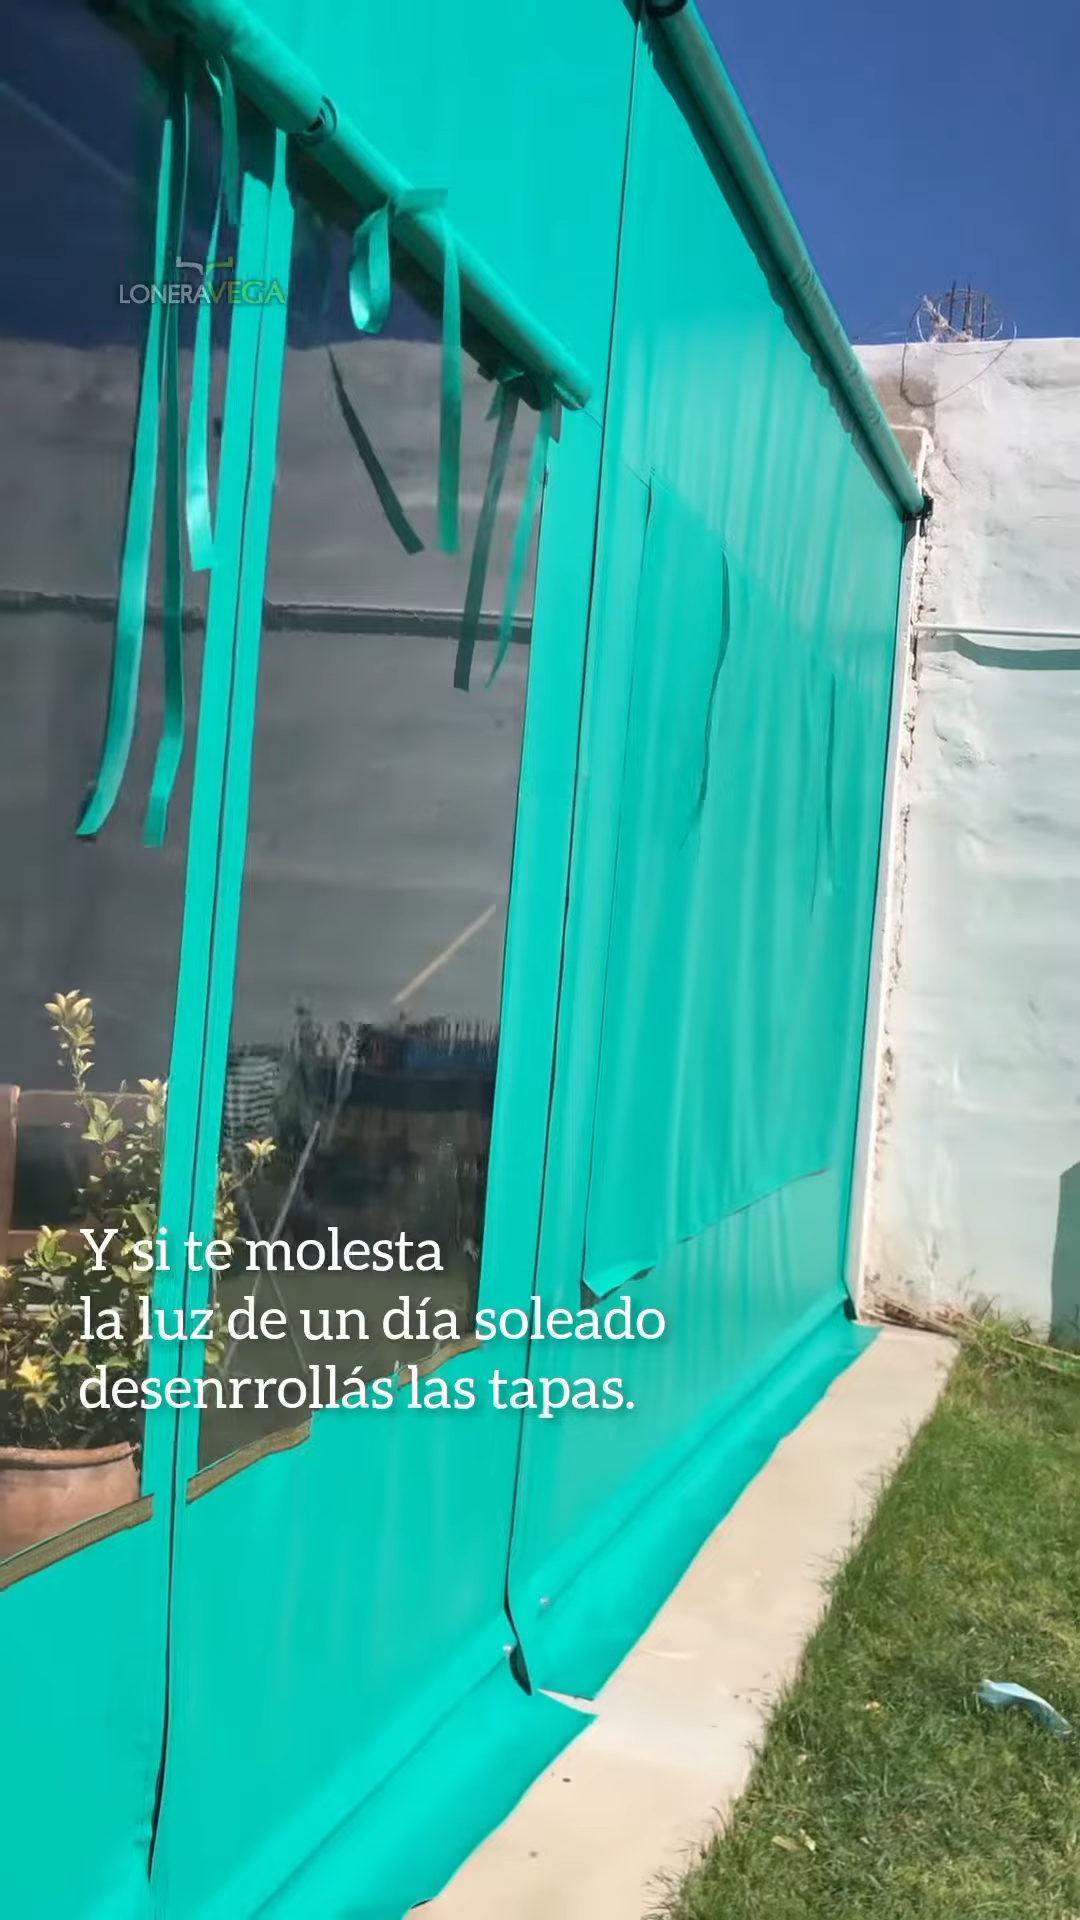 LONERAVEGA
Y si te molesta
la luz de un día soleado
desenrrollás las tapas.